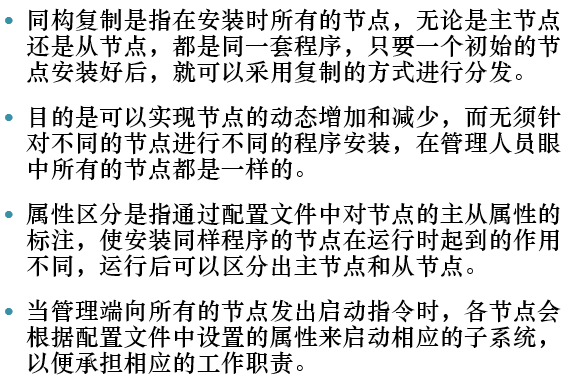 • 同构复制是指在安装时所有的节点，无论是主节点
还是从节点，都是同一套程序，只要一个初始的节
点安装好后，就可以采用复制的方式进行分发。
• 目的是可以实现节点的动态增加和减少，而无须针
对不同的节点进行不同的程序安装，在管理人员眼
中所有的节点都是一样的。
• 属性区分是指通过配置文件中对节点的主从属性的
标注，使安装同样程序的节点在运行时起到的作用
不同，运行后可以区分出主节点和从节点。
• 当管理端向所有的节点发出启动指令时，各节点会
根据配置文件中设置的属性来启动相应的子系统，
以便承担相应的工作职责。